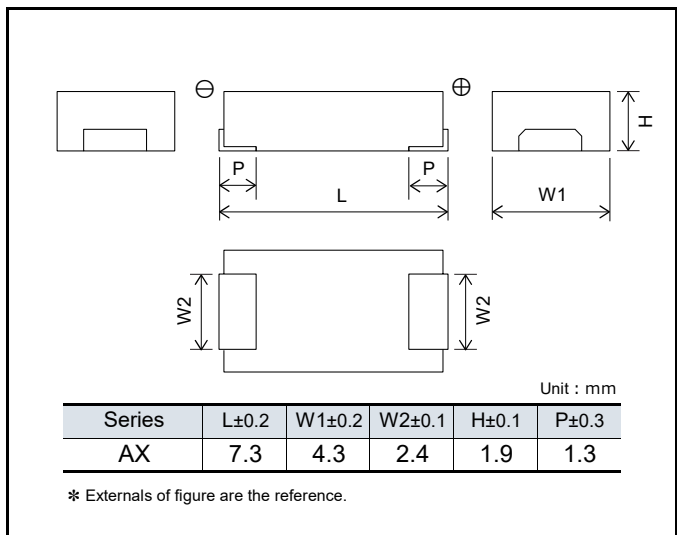 ⊖ ⊕
H
P P
L W1
W2 W2
Unit : mm
Series L±0.2 W1±0.2 W2±0.1 H±0.1 P±0.3
AX 7.3 4.3 2.4 1.9 1.3
✻ Externals of figure are the reference.